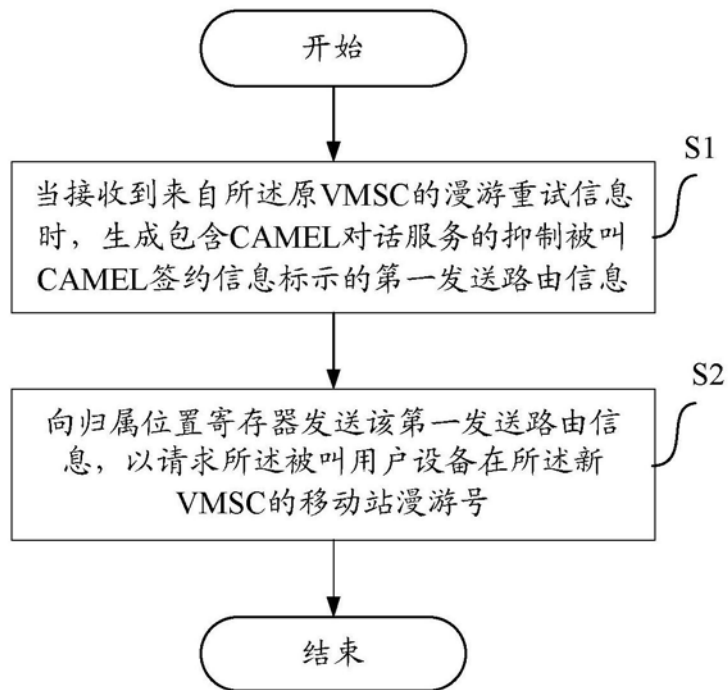 开始
S1
当接收到来自所述原VMSC的漫游重试信息
时，生成包含CAMEL对话服务的抑制被叫
CAMEL签约信息标示的第一发送路由信息
S2
向归属位置寄存器发送该第一发送路由信
息，以请求所述被叫用户设备在所述新
VMSC的移动站漫游号
结束